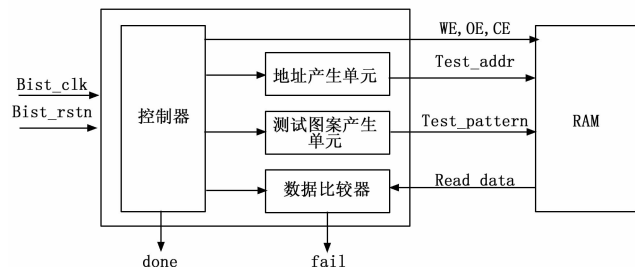 WE,OE,CE
地址产生单元
Test_addr
Bist_clk
Bist_rstn
控制器
测试图案产生
单元
Test_pattern
RAM
数据比较器
Read data
done
fail